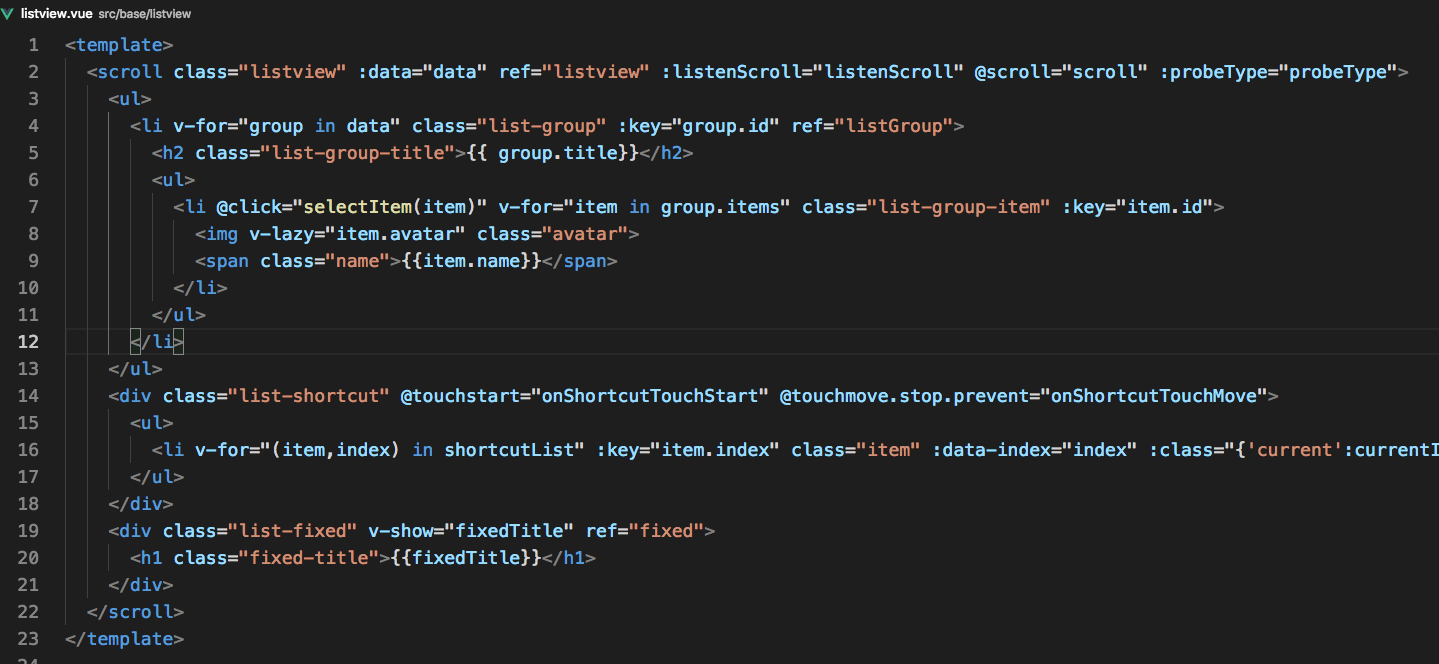 listview.vue src/base/listview
1 <template>
2 <scroll class="listview" :data="data" ref="listview" :listenScroll="listenScroll" @scroll="scroll" :probeType="probeType">
3 <ul>
4 <li v-for="group in data" class="list-group" :key="group.id" ref="listGroup">
5 <h2 class="list-group-title">{{ group.title}}</h2>
6 <ul>
7 <li @click="selectItem(item)" v-for="item in group.items" class="list-group-item" :key="item.id">
8 <img v-lazy="item.avatar" class="avatar">
9 <span class="name">{{item.name}}</span>
10 </li>
11 </ul>
12 </li>
13 </ul>
14 <div class="list-shortcut" @touchstart="onShortcutTouchStart" @touchmove.stop.prevent="onShortcutTouchMove">
15 <ul>
16 <li v-for="(item,index) in shortcutList" :key="item.index" class="item" :data-index="index" :class="{'current':currentI
17 </ul>
18 </div>
19 <div class="list-fixed" v-show="fixedTitle" ref="fixed">
20 <h1 class="fixed-title">{{fixedTitle}}</h1>
21 </div>
22 </scroll>
23 </template>